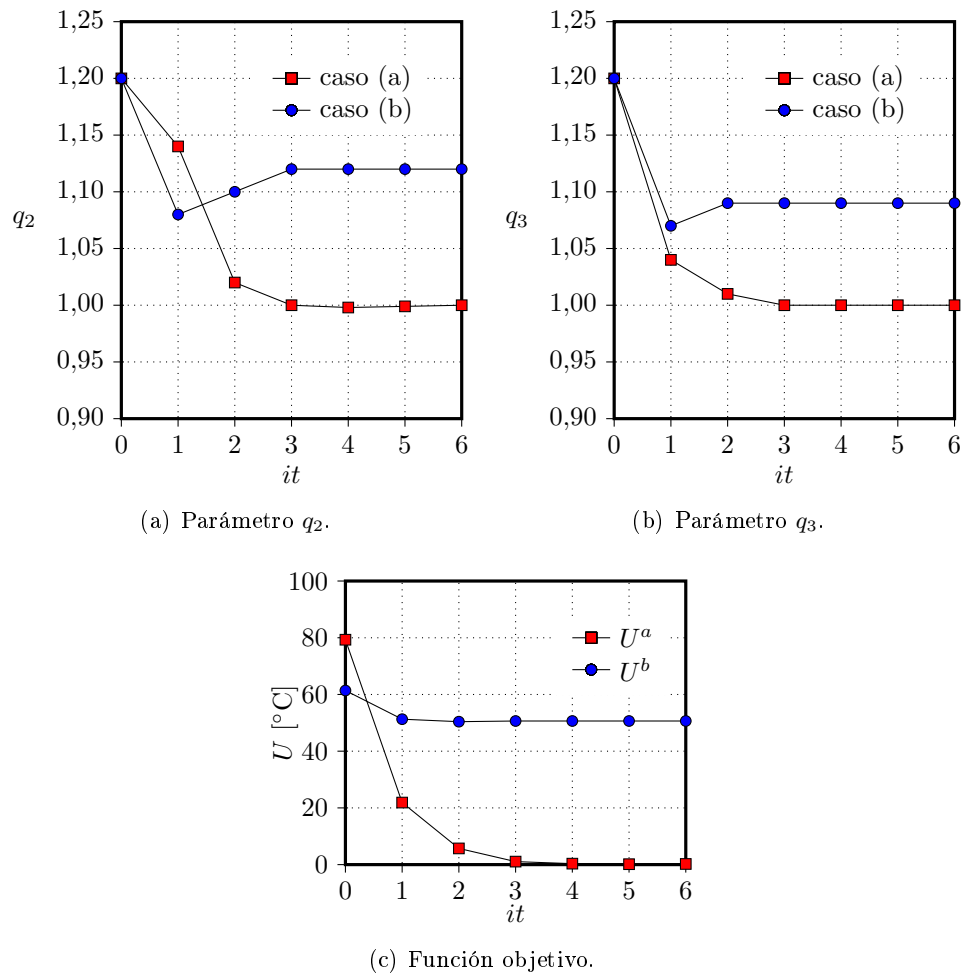 1,25
1,20
1,15
1,10
1,05
1,00
0,95
0,90
q2
caso (a)
caso (b)
0 1 2 3 4 5 6
it
(a) Parámetro q2.
1,25
1,20
1,15
1,10
1,05
1,00
0,95
0,90
q3
caso (a)
caso (b)
0 1 2 3 4 5 6
it
(b) Parámetro q3.
100
80
60
40
20
0
U [°C]
U^a
U^b
0 1 2 3 4 5 6
it
(c) Función objetivo.